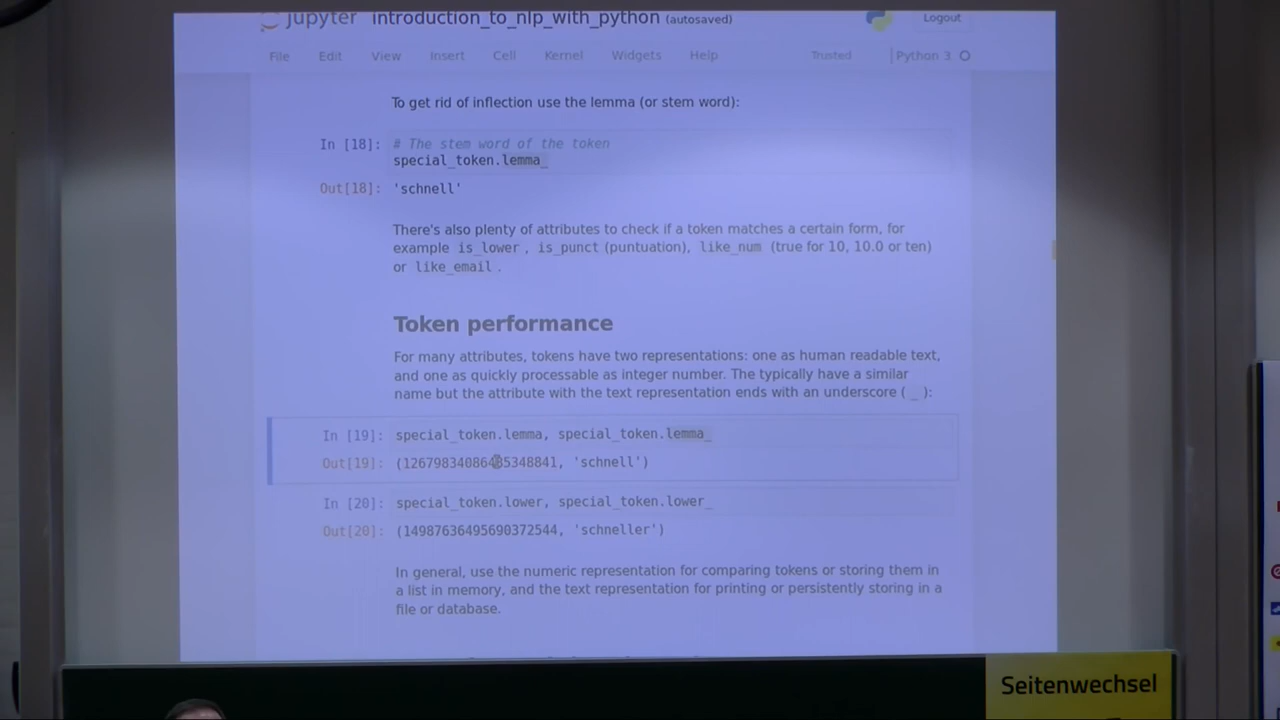 jupyter introduction_to_nlp_with_python (autosaved) Logout
File Edit View Insert Cell Kernel Widgets Help Trusted Python 3
To get rid of inflection use the lemma (or stem word):
In [18]: # The stem word of the token
special_token.lemma_
Out[18]: 'schnell'
There's also plenty of attributes to check if a token matches a certain form, for
example is_lower , is_punct (puntuation), like_num (true for 10, 10.0 or ten)
or like_email .
Token performance
For many attributes, tokens have two representations: one as human readable text,
and one as quickly processable as integer number. The typically have a similar
name but the attribute with the text representation ends with an underscore ( _ ):
In [19]: special_token.lemma, special_token.lemma_
Out[19]: 'schnell')
In [20]: special_token.lower, special_token.lower_
Out[20]: (14987636495690372544, 'schneller')
In general, use the numeric representation for comparing tokens or storing them in
a list in memory, and the text representation for printing or persistently storing in a
file or database.
Seitenwechsel